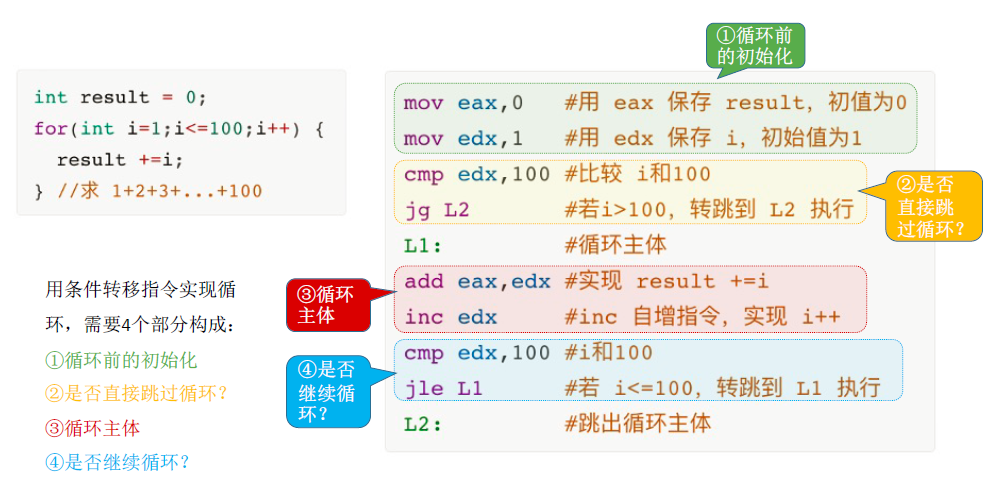 ①循环前
的初始化
int result = 0;
for(int i=1;i<=100;i++) {
result +=i;
} //求 1+2+3+...+100
mov eax,0 #用 eax 保存 result，初值为0
mov edx,1 #用 edx 保存 i，初始值为1
cmp edx,100 #比较 i和100
jg L2 #若i>100，转跳到 L2 执行
②是否
直接跳
过循环？
L1: #循环主体
③循环
主体
add eax,edx #实现 result +=i
inc edx #inc 自增指令，实现 i++
④是否
继续循
环？
cmp edx,100 #i和100
jle L1 #若 i<=100，转跳到 L1 执行
L2: #跳出循环主体
用条件转移指令实现循
环，需要4个部分构成：
①循环前的初始化
②是否直接跳过循环？
③循环主体
④是否继续循环？